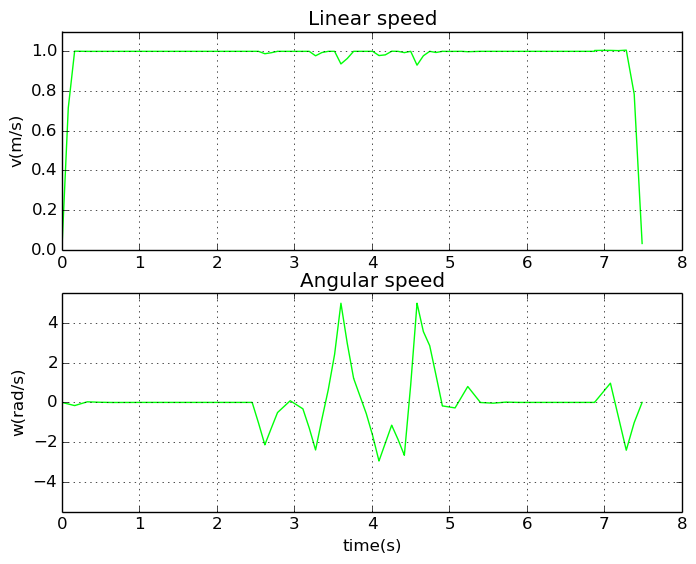 Linear speed
v(m/s)
1.0
0.8
0.6
0.4
0.2
0.0
0 1 2 3 4 5 6 7 8
Angular speed
w(rad/s)
4
2
0
−2
−4
0 1 2 3 4 5 6 7 8
time(s)